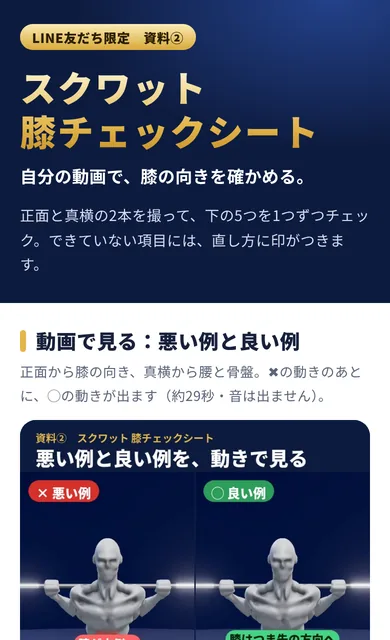 LINE友だち限定　資料②
スクワット
膝チェックシート
自分の動画で、膝の向きを確かめる。
正面と真横の2本を撮って、下の5つを1つずつチェッ
ク。できていない項目には、直し方に印がつきま
す。
動画で見る：悪い例と良い例
正面から膝の向き、真横から腰と骨盤。✖の動きのあと
に、◯の動きが出ます（約29秒・音は出ません）。
資料②　スクワット 膝チェックシート
悪い例と良い例を、動きで見る
× 悪い例
○ 良い例
膝はつま先の方向へ